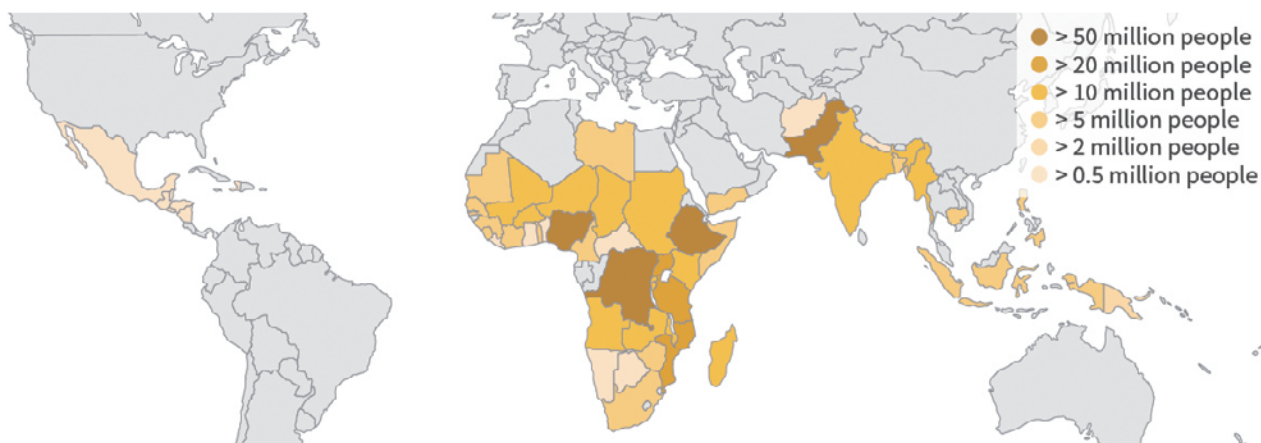 > 50 million people
> 20 million people
> 10 million people
> 5 million people
> 2 million people
> 0.5 million people